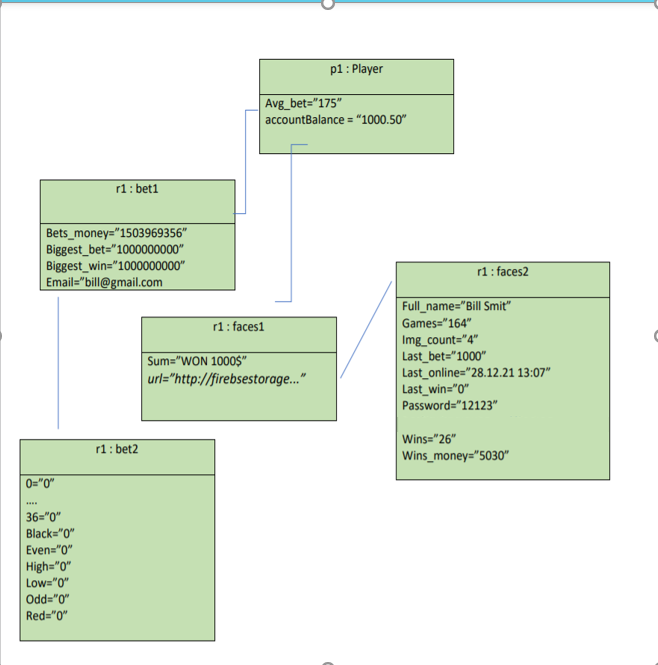 p1 : Player
Avg_bet="175"
accountBalance = "1000.50"
r1 : bet1
Bets_money="1503969356"
Biggest_bet="1000000000"
Biggest_win="1000000000"
Email="bill@gmail.com
r1 : faces2
Full_name="Bill Smit"
Games="164"
Img_count="4"
Last_bet="1000"
Last_online="28.12.21 13:07"
Last_win="0"
Password="12123"
Wins="26"
Wins_money="5030"
r1 : faces1
Sum="WON 1000$"
url="http://firebsestorage..."
r1 : bet2
0="0"
....
36="0"
Black="0"
Even="0"
High="0"
Low="0"
Odd="0"
Red="0"